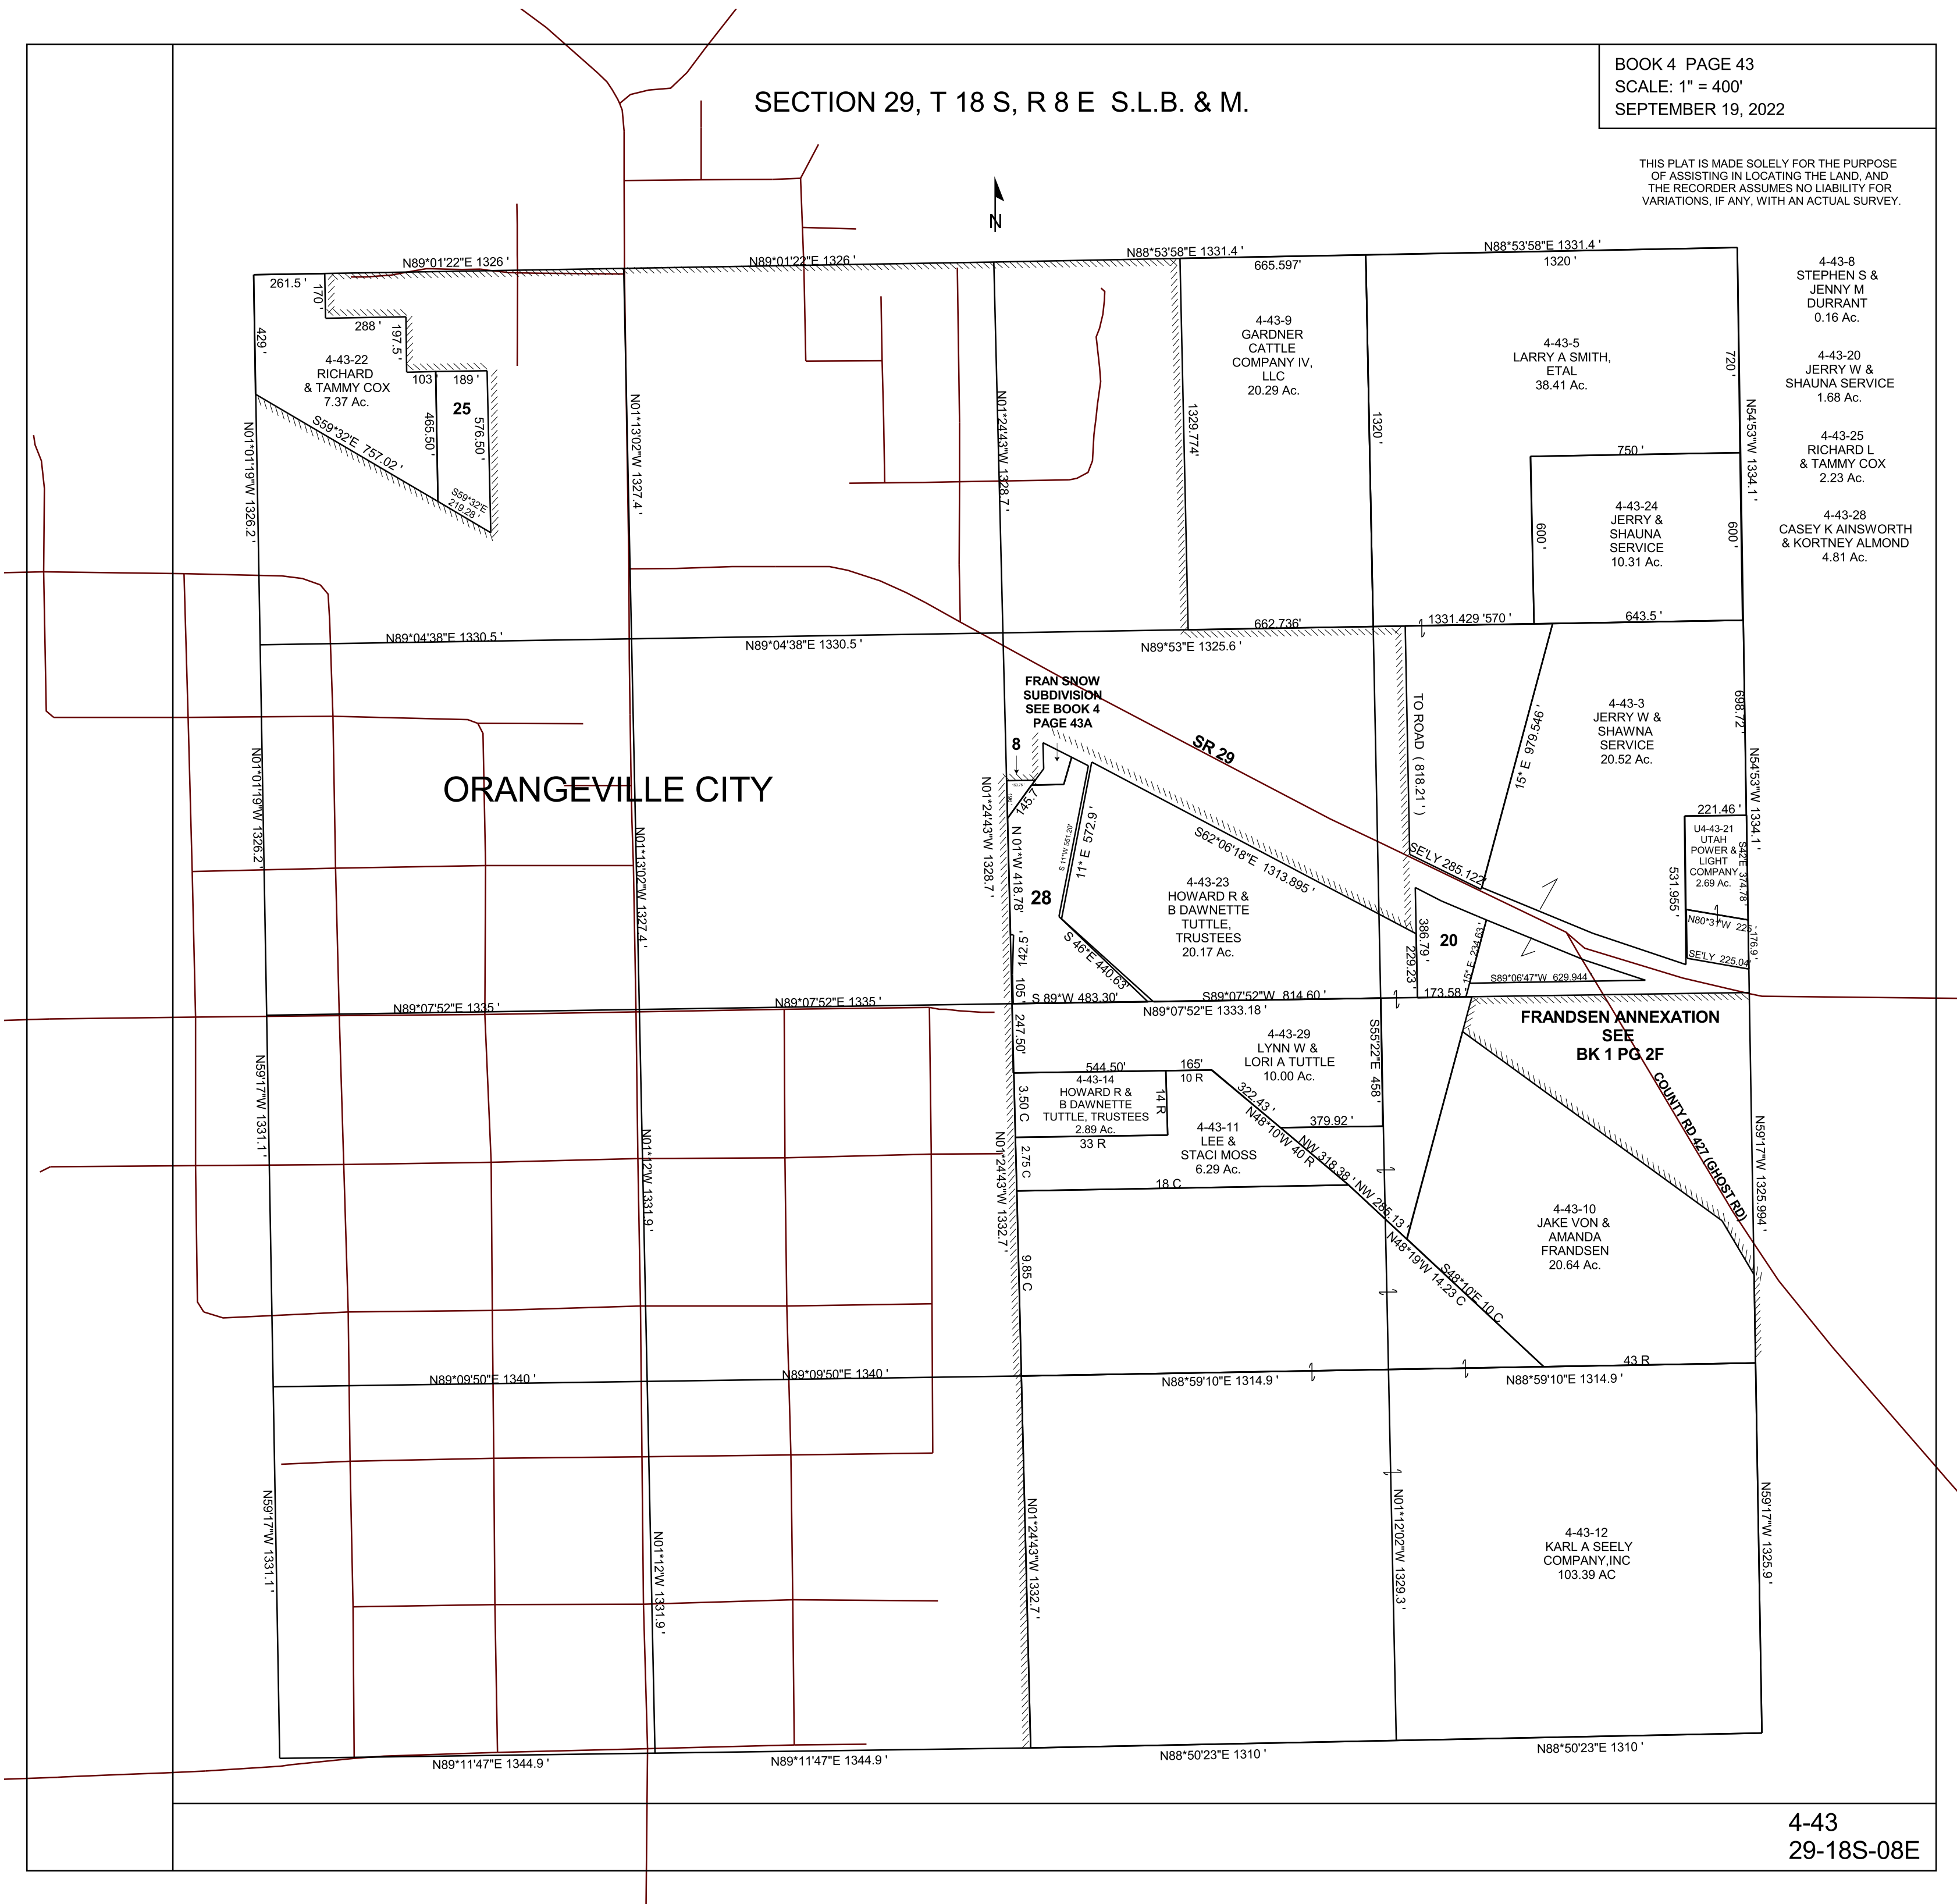 BOOK 4 PAGE 43
SCALE: 1" = 400'
SEPTEMBER 19, 2022
SECTION 29, T 18 S, R 8 E S.L.B. & M.
THIS PLAT IS MADE SOLELY FOR THE PURPOSE
OF ASSISTING IN LOCATING THE LAND, AND
THE RECORDER ASSUMES NO LIABILITY FOR
VARIATIONS, IF ANY, WITH AN ACTUAL SURVEY.
N
N89*01'22"E 1326 '
N89*01'22"E 1326 '
N88*53'58"E 1331.4 '
N88*53'58"E 1331.4 '
261.5 '
170 '
288 '
197.5 '
429 '
4-43-22
RICHARD
& TAMMY COX
7.37 Ac.
103 '
189 '
25
465.50 '
576.50 '
S59*32'E 757.02 '
S59*32'E
219.28 '
N01*01'19"W 1326.2 '
N01*13'02"W 1327.4 '
N01*24'43"W 1328.7 '
665.597'
4-43-9
GARDNER
CATTLE
COMPANY IV,
LLC
20.29 Ac.
1329.774'
1320 '
1320 '
4-43-5
LARRY A SMITH,
ETAL
38.41 Ac.
720 '
N54'53"W 1334.1 '
750 '
600 '
4-43-24
JERRY &
SHAUNA
SERVICE
10.31 Ac.
600 '
4-43-8
STEPHEN S &
JENNY M
DURRANT
0.16 Ac.
4-43-20
JERRY W &
SHAUNA SERVICE
1.68 Ac.
4-43-25
RICHARD L
& TAMMY COX
2.23 Ac.
4-43-28
CASEY K AINSWORTH
& KORTNEY ALMOND
4.81 Ac.
N89*04'38"E 1330.5 '
N89*04'38"E 1330.5 '
662.736'
N89*53"E 1325.6 '
1331.429 '
570 '
643.5 '
FRAN SNOW
SUBDIVISION
SEE BOOK 4
PAGE 43A
8
145.7
SR 29
TO ROAD ( 818.21 ' )
15* E 979.546 '
4-43-3
JERRY W &
SHAWNA
SERVICE
20.52 Ac.
698.72 '
N54'53"W 1334.1 '
ORANGEVILLE CITY
N01*01'19"W 1326.2 '
N01*13'02"W 1327.4 '
N01*24'43"W 1328.7 '
N 01*W 418.78'
142.5 '
105 '
28
S 11*W 551.20'
11* E 572.9 '
S 46*E 440.63'
4-43-23
HOWARD R &
B DAWNETTE
TUTTLE,
TRUSTEES
20.17 Ac.
S62*06'18"E 1313.895 '
SE'LY 285.122'
386.79 '
229.23 '
20
15* E 234.63 '
221.46 '
U4-43-21
UTAH
POWER &
LIGHT
COMPANY
2.69 Ac.
531.955 '
S42'E 374.78 '
N80*31'W 225 '
176.9 '
SE'LY 225.04'
S89*06'47"W 629.944
N89*07'52"E 1335 '
N89*07'52"E 1335 '
S 89*W 483.30'
S89*07'52"W 814.60 '
173.58 '
N89*07'52"E 1333.18 '
247.50'
544.50'
165'
10 R
4-43-14
HOWARD R &
B DAWNETTE
TUTTLE, TRUSTEES
2.89 Ac.
14 R
33 R
3.50 C
2.75 C
4-43-29
LYNN W &
LORI A TUTTLE
10.00 Ac.
S55'22"E 458 '
322.43'
N48*10'W 40 R
379.92 '
4-43-11
LEE &
STACI MOSS
6.29 Ac.
NW 318.38 '
NW 285.13 '
18 C
9.85 C
N48*19'W 14.23 C
S48*10'E 10 C
FRANDSEN ANNEXATION
SEE
BK 1 PG 2F
COUNTY RD 427 (GHOST RD)
4-43-10
JAKE VON &
AMANDA
FRANDSEN
20.64 Ac.
N59'17"W 1331.1 '
N01*12'W 1331.9 '
N01*24'43"W 1332.7 '
N59'17"W 1325.994 '
N89*09'50"E 1340 '
N89*09'50"E 1340 '
N88*59'10"E 1314.9 '
N88*59'10"E 1314.9 '
43 R
N59'17"W 1331.1 '
N01*12'W 1331.9 '
N01*24'43"W 1332.7 '
N01*12'02"W 1329.3 '
4-43-12
KARL A SEELY
COMPANY,INC
103.39 AC
N59'17"W 1325.9 '
N89*11'47"E 1344.9 '
N89*11'47"E 1344.9 '
N88*50'23"E 1310 '
N88*50'23"E 1310 '
4-43
29-18S-08E